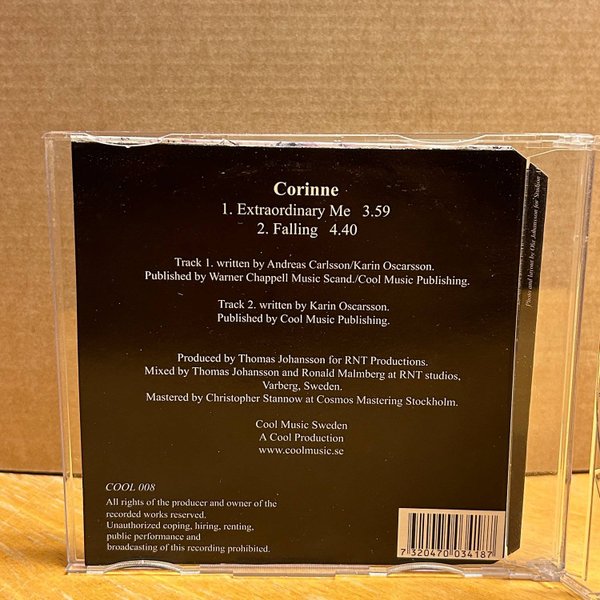 Corinne
1. Extraordinary Me 3.59
2. Falling 4.40
Track 1. written by Andreas Carlsson/Karin Oscarsson.
Published by Warner Chappell Music Scand./Cool Music Publishing.
Track 2. written by Karin Oscarsson.
Published by Cool Music Publishing.
Produced by Thomas Johansson for RNT Productions.
Mixed by Thomas Johansson and Ronald Malmberg at RNT studios,
Varberg, Sweden.
Mastered by Christopher Stannow at Cosmos Mastering Stockholm.
Cool Music Sweden
A Cool Production
www.coolmusic.se
COOL 008
All rights of the producer and owner of the
recorded works reserved.
Unauthorized coping, hiring, renting,
public performance and
broadcasting of this recording prohibited.
7 320470 034187
by Ola Johansson for